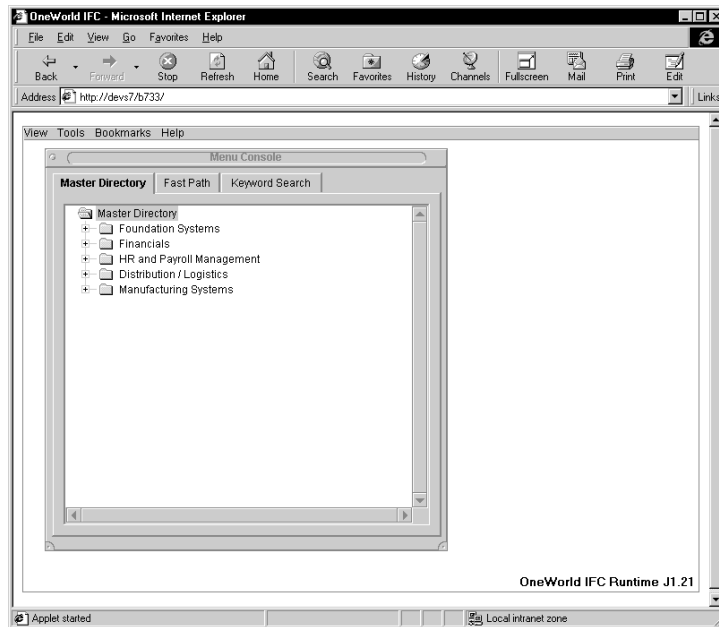 OneWorld IFC - Microsoft Internet Explorer
File Edit View Go Favorites Help
Back Forward Stop Refresh Home Search Favorites History Channels Fullscreen Mail Print Edit
Address http://devs7/b733/ Links
View Tools Bookmarks Help
Menu Console
Master Directory Fast Path Keyword Search
Master Directory
Foundation Systems
Financials
HR and Payroll Management
Distribution / Logistics
Manufacturing Systems
OneWorld IFC Runtime J1.21
Applet started Local intranet zone